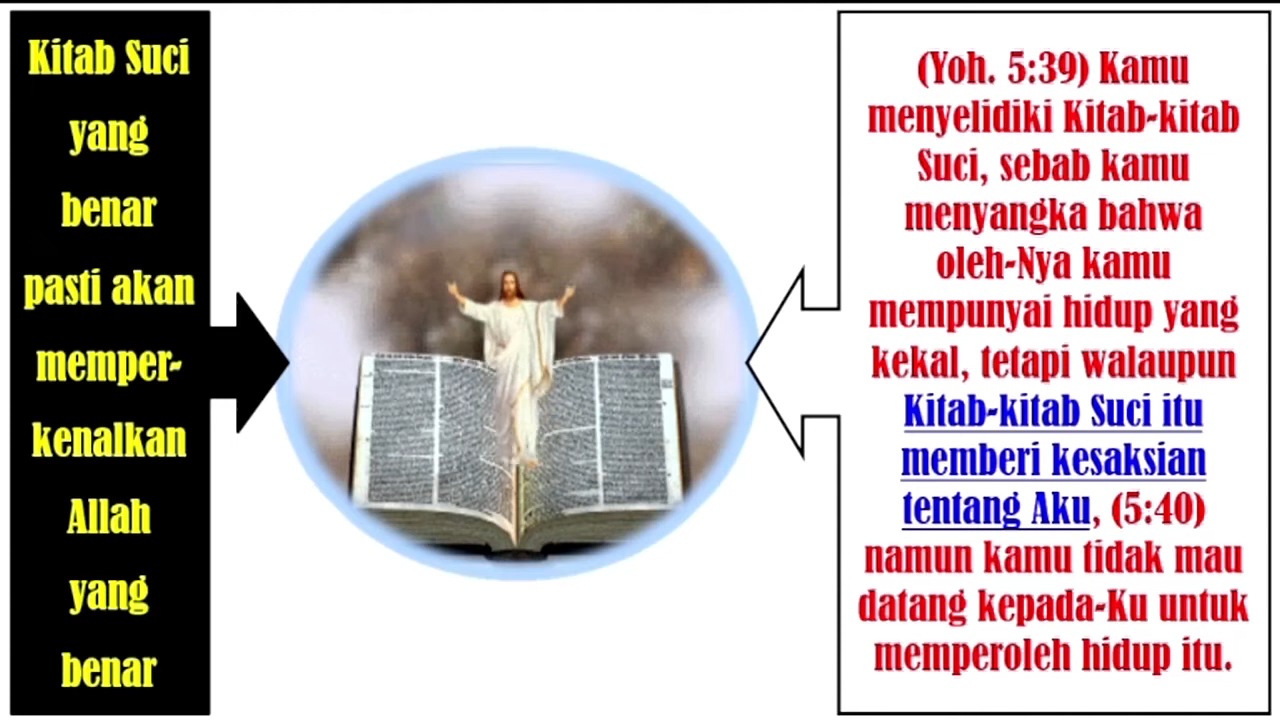 Kitab Suci
yang
benar
pasti akan
memper-
kenalkan
Allah
yang
benar
(Yoh. 5:39) Kamu
menyelidiki Kitab-kitab
Suci, sebab kamu
menyangka bahwa
oleh-Nya kamu
mempunyai hidup yang
kekal, tetapi walaupun
Kitab-kitab Suci itu
memberi kesaksian
tentang Aku, (5:40)
namun kamu tidak mau
datang kepada-Ku untuk
memperoleh hidup itu.